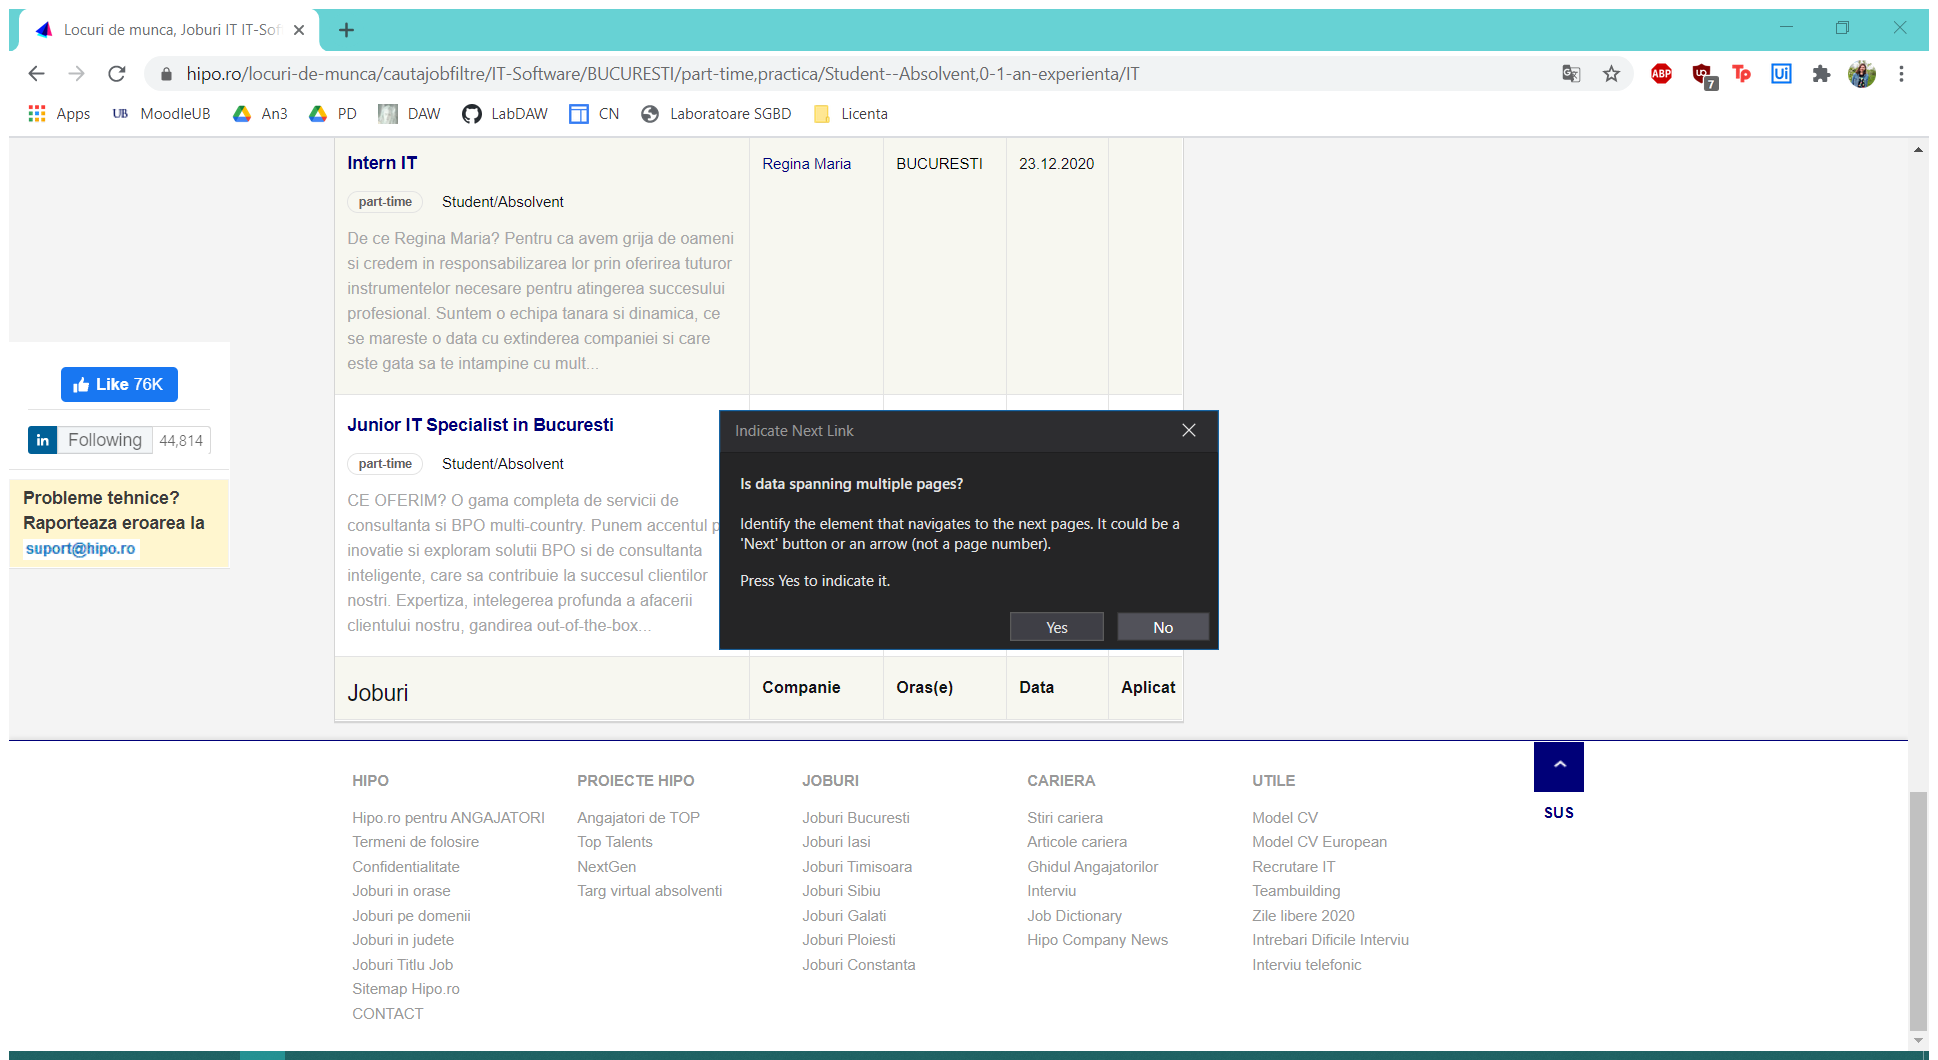 Locuri de munca, Joburi IT IT-Sof
hipo.ro/locuri-de-munca/cautajobfiltre/IT-Software/BUCURESTI/part-time,practica/Student--Absolvent,0-1-an-experienta/IT
ABP
7
Tp
Ui
Apps
UB MoodleUB
An3
PD
DAW
LabDAW
CN
Laboratoare SGBD
Licenta
Intern IT
Regina Maria
BUCURESTI
23.12.2020
part-time Student/Absolvent
De ce Regina Maria? Pentru ca avem grija de oameni
si credem in responsabilizarea lor prin oferirea tuturor
instrumentelor necesare pentru atingerea succesului
profesional. Suntem o echipa tanara si dinamica, ce
se mareste o data cu extinderea companiei si care
este gata sa te intampine cu mult...
Like 76K
in Following 44,814
Probleme tehnice?
Raporteaza eroarea la
suport@hipo.ro
Junior IT Specialist in Bucuresti
part-time Student/Absolvent
CE OFERIM? O gama completa de servicii de
consultanta si BPO multi-country. Punem accentul p
inovatie si exploram solutii BPO si de consultanta
inteligente, care sa contribuie la succesul clientilor
nostri. Expertiza, intelegerea profunda a afacerii
clientului nostru, gandirea out-of-the-box...
Indicate Next Link
Is data spanning multiple pages?
Identify the element that navigates to the next pages. It could be a
'Next' button or an arrow (not a page number).
Press Yes to indicate it.
Yes
No
Joburi
Companie
Oras(e)
Data
Aplicat
SUS
HIPO
Hipo.ro pentru ANGAJATORI
Termeni de folosire
Confidentialitate
Joburi in orase
Joburi pe domenii
Joburi in judete
Joburi Titlu Job
Sitemap Hipo.ro
CONTACT
PROIECTE HIPO
Angajatori de TOP
Top Talents
NextGen
Targ virtual absolventi
JOBURI
Joburi Bucuresti
Joburi Iasi
Joburi Timisoara
Joburi Sibiu
Joburi Galati
Joburi Ploiesti
Joburi Constanta
CARIERA
Stiri cariera
Articole cariera
Ghidul Angajatorilor
Interviu
Job Dictionary
Hipo Company News
UTILE
Model CV
Model CV European
Recrutare IT
Teambuilding
Zile libere 2020
Intrebari Dificile Interviu
Interviu telefonic